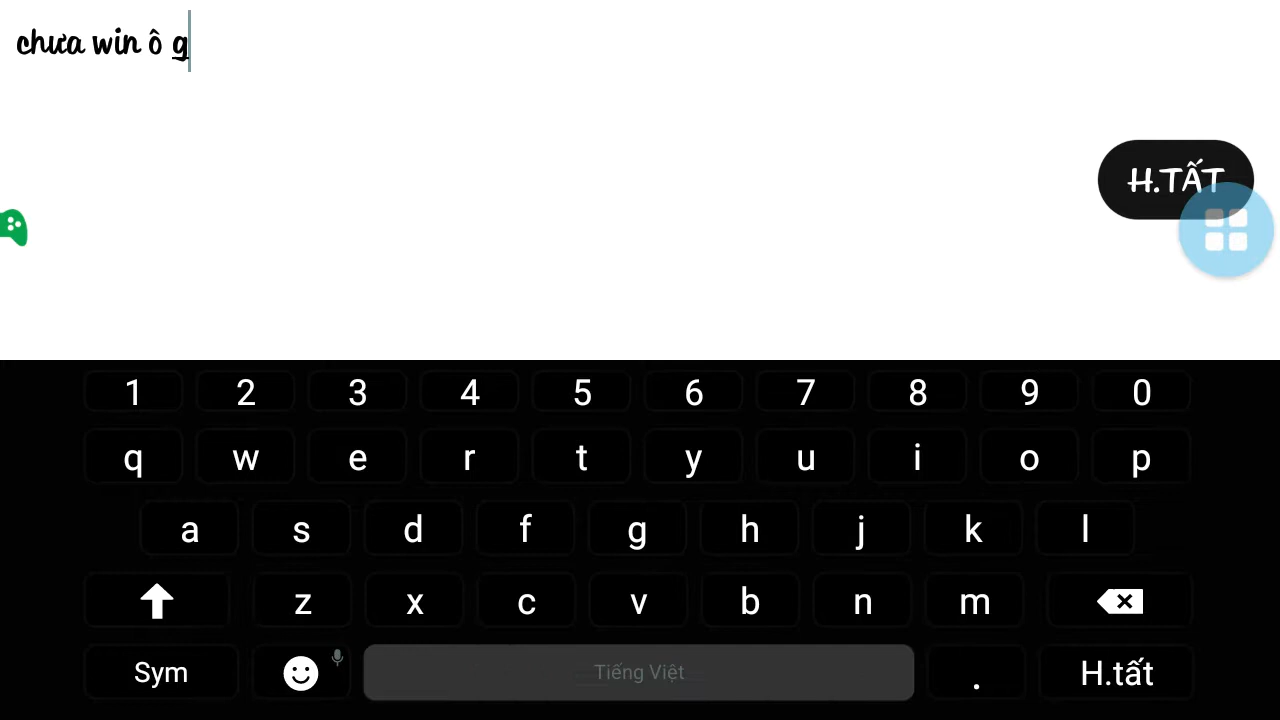 chưa win ô g
H.TẤT
1 2 3 4 5 6 7 8 9 0
q w e r t y u i o p
a s d f g h j k l
z x c v b n m
Sym Tiếng Việt . H.tất